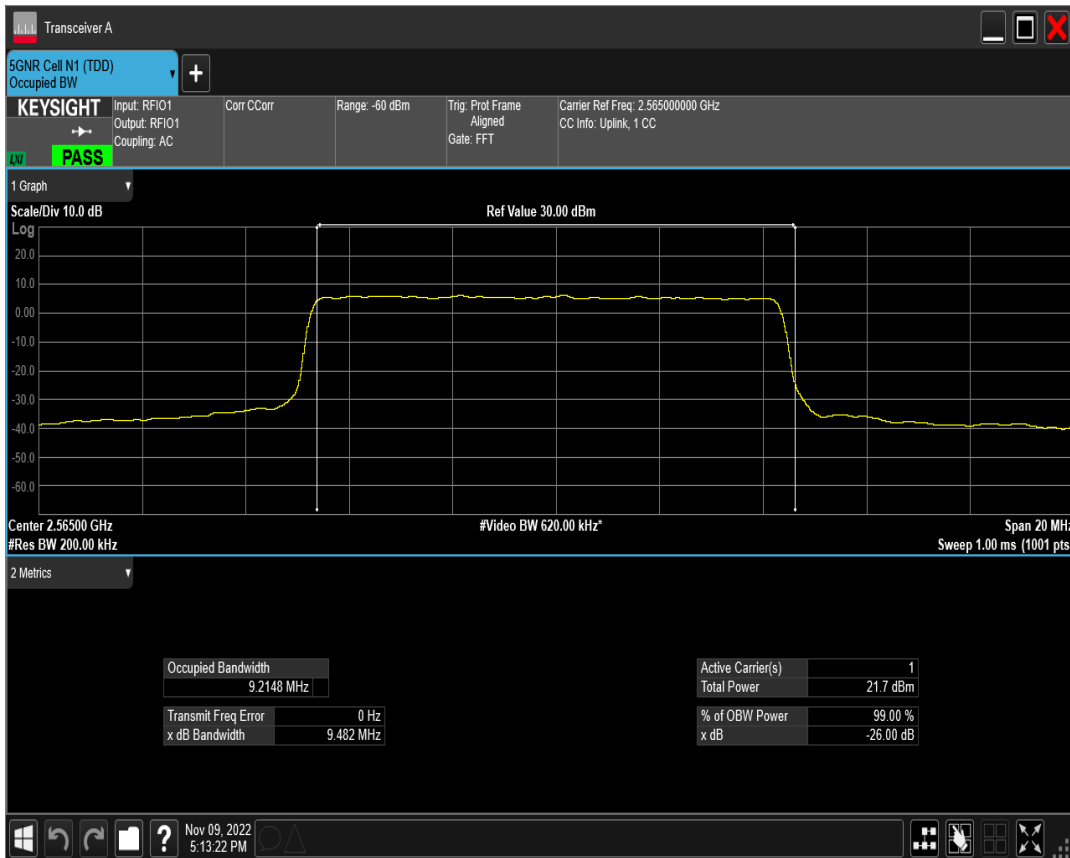 Transceiver A
5GNR Cell N1 (TDD)
Occupied BW
+
KEYSIGHT
LXI
PASS
Input: RFIO1
Output: RFIO1
Coupling: AC
Corr CCorr
Range: -60 dBm
Trig: Prot Frame
Aligned
Gate: FFT
Carrier Ref Freq: 2.565000000 GHz
CC Info: Uplink, 1 CC
1 Graph
Scale/Div 10.0 dB
Ref Value 30.00 dBm
Log
20.0
10.0
0.00
-10.0
-20.0
-30.0
-40.0
-50.0
-60.0
Center 2.56500 GHz
#Video BW 620.00 kHz*
Span 20 MHz
#Res BW 200.00 kHz
Sweep 1.00 ms (1001 pts
2 Metrics
Occupied Bandwidth
9.2148 MHz
Transmit Freq Error 0 Hz
x dB Bandwidth 9.482 MHz
Active Carrier(s) 1
Total Power 21.7 dBm
% of OBW Power 99.00 %
x dB -26.00 dB
?
Nov 09, 2022
5:13:22 PM